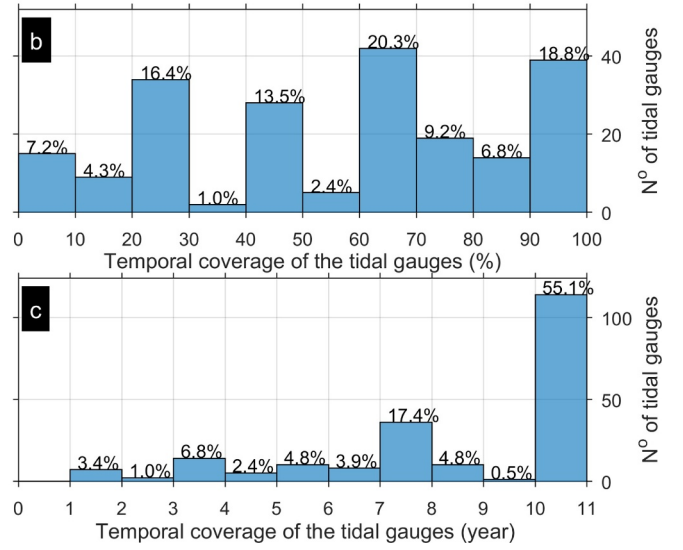 b
7.2% 4.3% 16.4% 1.0% 13.5% 2.4% 20.3% 9.2% 6.8% 18.8%
40
20
0
Nº of tidal gauges
0 10 20 30 40 50 60 70 80 90 100
Temporal coverage of the tidal gauges (%)
c
3.4% 1.0% 6.8% 2.4% 4.8% 3.9% 17.4% 4.8% 0.5% 55.1%
100
50
0
Nº of tidal gauges
0 1 2 3 4 5 6 7 8 9 10 11
Temporal coverage of the tidal gauges (year)